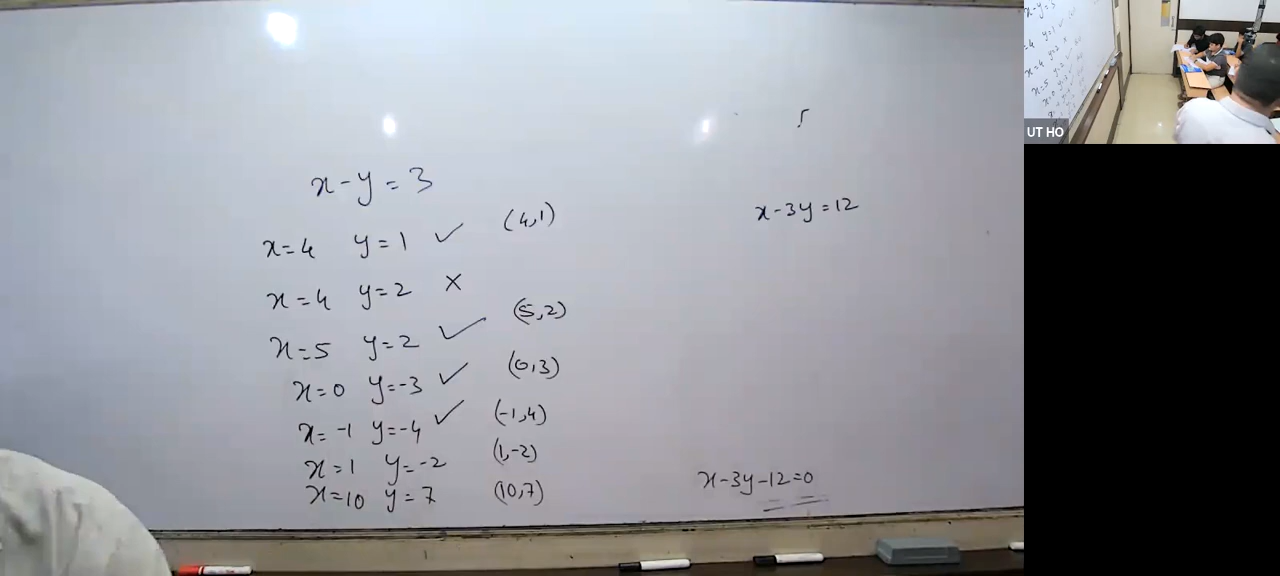 x-y=3
x=4 y=1 ✓ (4,1)
x=4 y=2 ×
x=5 y=2 ✓ (5,2)
x=0 y=-3 ✓ (0,3)
x=-1 y=-4 ✓ (-1,4)
x=1 y=-2 (1,-2)
x=10 y=7 (10,7)
x-3y=12
x-3y-12=0
UT HO